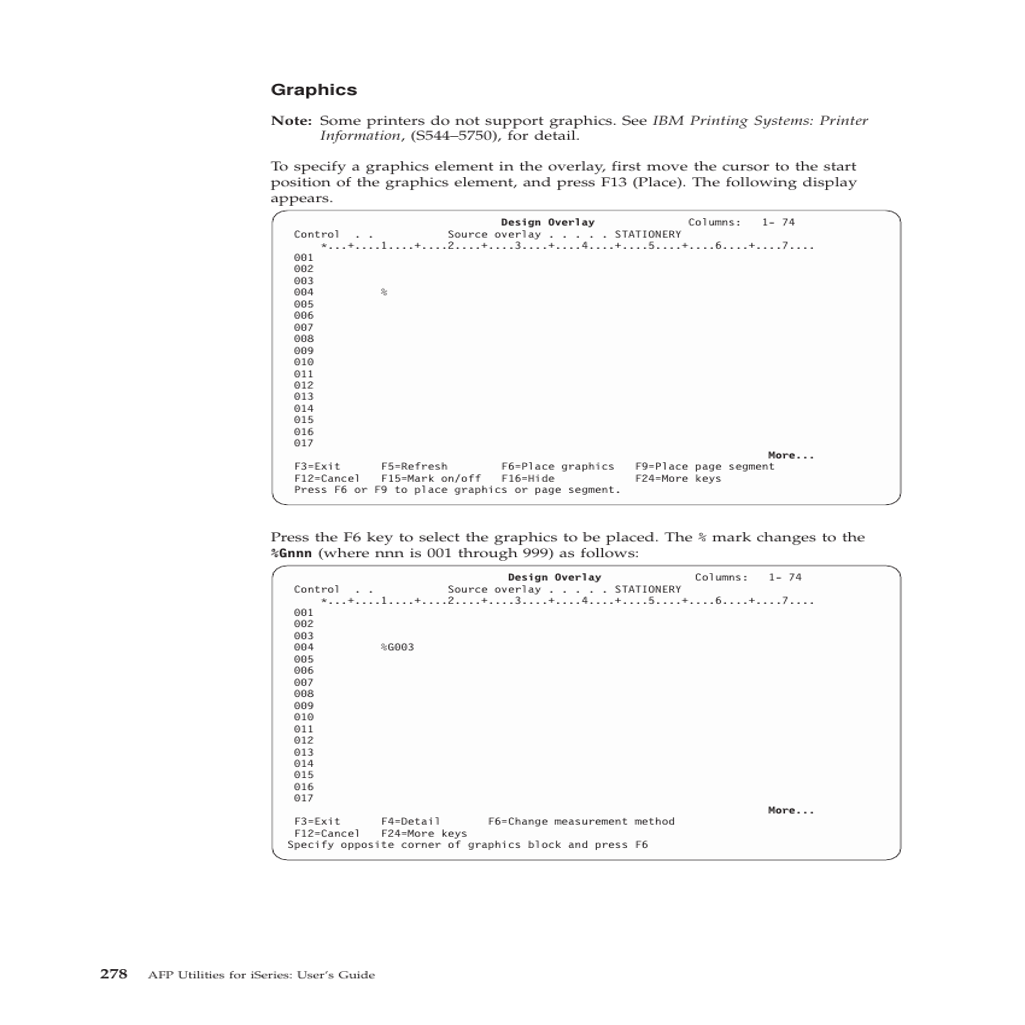 Graphics
Note: Some printers do not support graphics. See IBM Printing Systems: Printer
Information, (S544–5750), for detail.
To specify a graphics element in the overlay, first move the cursor to the start
position of the graphics element, and press F13 (Place). The following display
appears.
Design Overlay Columns: 1- 74
Control . . Source overlay . . . . . STATIONERY
*...+....1....+....2....+....3....+....4....+....5....+....6....+....7....
001
002
003
004 %
005
006
007
008
009
010
011
012
013
014
015
016
017
More...
F3=Exit F5=Refresh F6=Place graphics F9=Place page segment
F12=Cancel F15=Mark on/off F16=Hide F24=More keys
Press F6 or F9 to place graphics or page segment.
Press the F6 key to select the graphics to be placed. The % mark changes to the
%Gnnn (where nnn is 001 through 999) as follows:
Design Overlay Columns: 1- 74
Control . . Source overlay . . . . . STATIONERY
*...+....1....+....2....+....3....+....4....+....5....+....6....+....7....
001
002
003
004 %G003
005
006
007
008
009
010
011
012
013
014
015
016
017
More...
F3=Exit F4=Detail F6=Change measurement method
F12=Cancel F24=More keys
Specify opposite corner of graphics block and press F6
278 AFP Utilities for iSeries: User's Guide